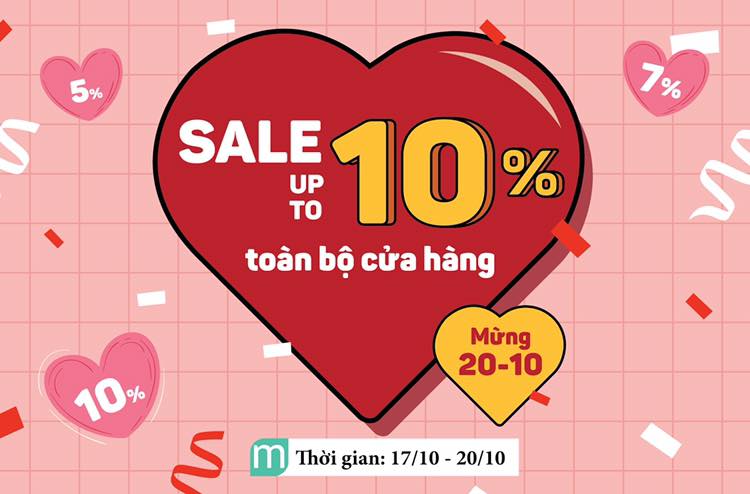 5%
7%
SALE UP TO 10%
toàn bộ cửa hàng
Mừng
20-10
10%
m Thời gian: 17/10 - 20/10